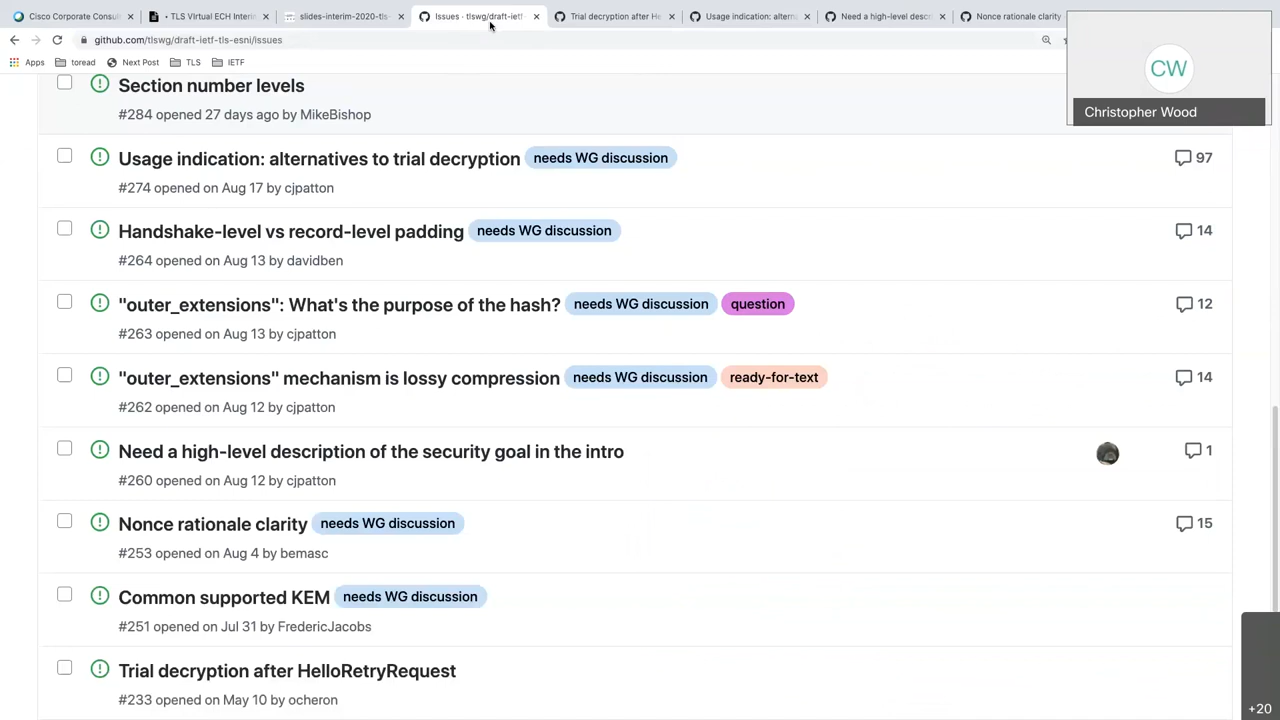 Cisco Corporate Consul
• TLS Virtual ECH Interim
slides-interim-2020-tls-
Issues · tlswg/draft-ietf-
Trial decryption after He
Usage indication: altern
Need a high-level descri
Nonce rationale clarity ·
github.com/tlswg/draft-ietf-tls-esni/issues
Apps
toread
Next Post
TLS
IETF
CW
Christopher Wood
Section number levels
#284 opened 27 days ago by MikeBishop
Usage indication: alternatives to trial decryption needs WG discussion 97
#274 opened on Aug 17 by cjpatton
Handshake-level vs record-level padding needs WG discussion 14
#264 opened on Aug 13 by davidben
"outer_extensions": What's the purpose of the hash? needs WG discussion question 12
#263 opened on Aug 13 by cjpatton
"outer_extensions" mechanism is lossy compression needs WG discussion ready-for-text 14
#262 opened on Aug 12 by cjpatton
Need a high-level description of the security goal in the intro 1
#260 opened on Aug 12 by cjpatton
Nonce rationale clarity needs WG discussion 15
#253 opened on Aug 4 by bemasc
Common supported KEM needs WG discussion
#251 opened on Jul 31 by FredericJacobs
Trial decryption after HelloRetryRequest
#233 opened on May 10 by ocheron
+20